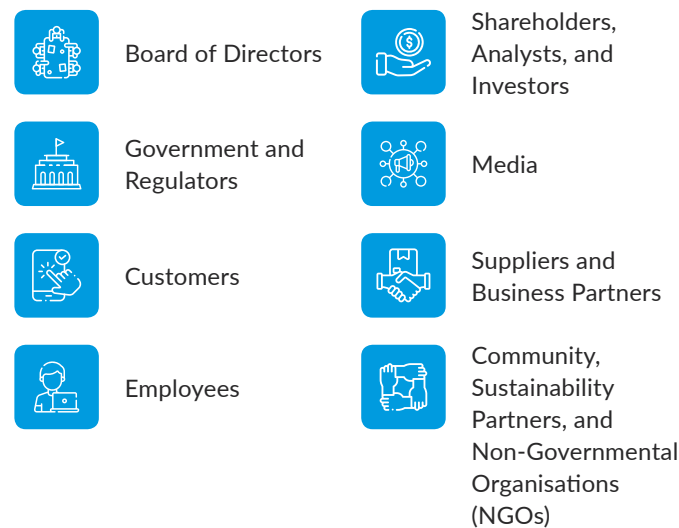 Board of Directors
Government and
Regulators
Customers
Employees
Shareholders,
Analysts, and
Investors
Media
Suppliers and
Business Partners
Community,
Sustainability
Partners, and
Non-Governmental
Organisations
(NGOs)